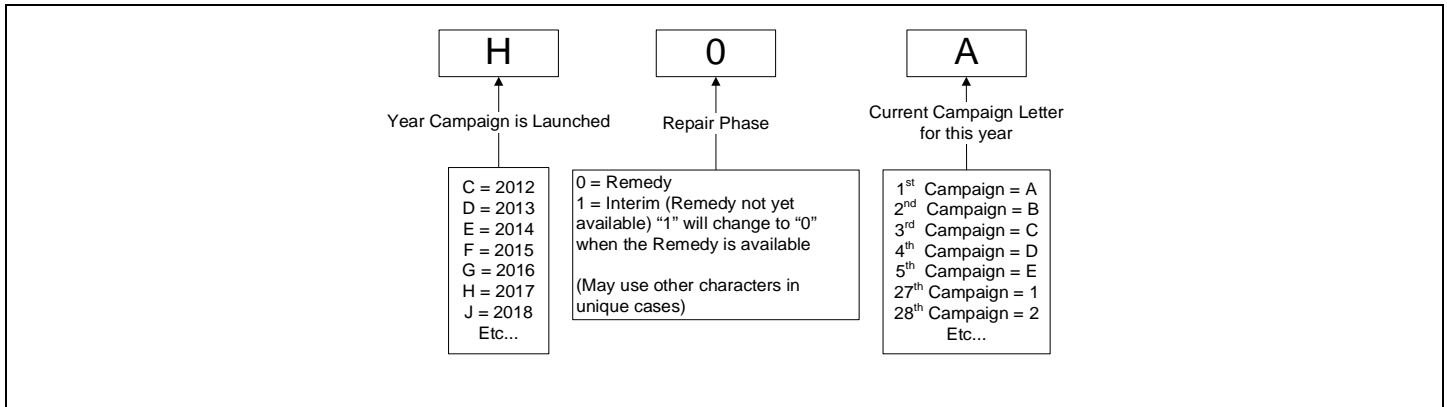 H
0
A
Year Campaign is Launched
Repair Phase
Current Campaign Letter
for this year
C = 2012
D = 2013
E = 2014
F = 2015
G = 2016
H = 2017
J = 2018
Etc...
0 = Remedy
1 = Interim (Remedy not yet
available) “1” will change to “0”
when the Remedy is available
(May use other characters in
unique cases)
1st Campaign = A
2nd Campaign = B
3rd Campaign = C
4th Campaign = D
5th Campaign = E
27th Campaign = 1
28th Campaign = 2
Etc...